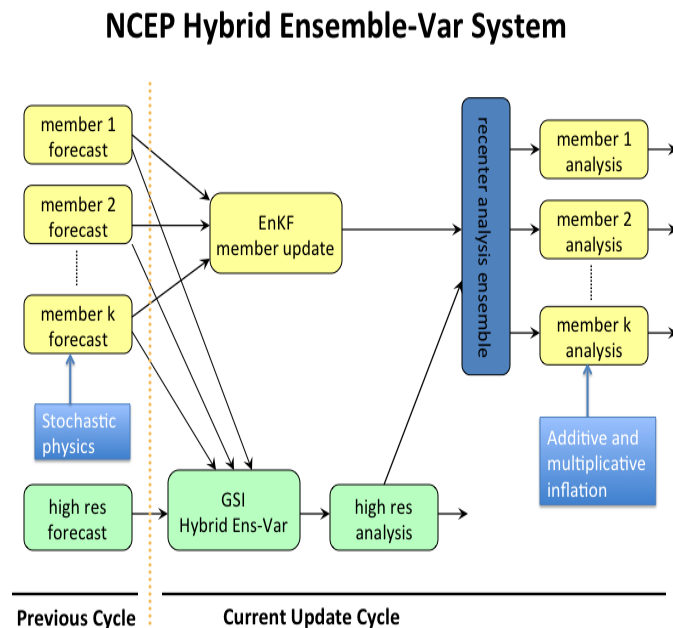 NCEP Hybrid Ensemble-Var System
member 1
forecast
member 2
forecast
member k
forecast
Stochastic
physics
high res
forecast
EnKF
member update
GSI
Hybrid Ens-Var
high res
analysis
recenter analysis ensemble
member 1
analysis
member 2
analysis
member k
analysis
Additive and
multiplicative
inflation
Previous Cycle
Current Update Cycle